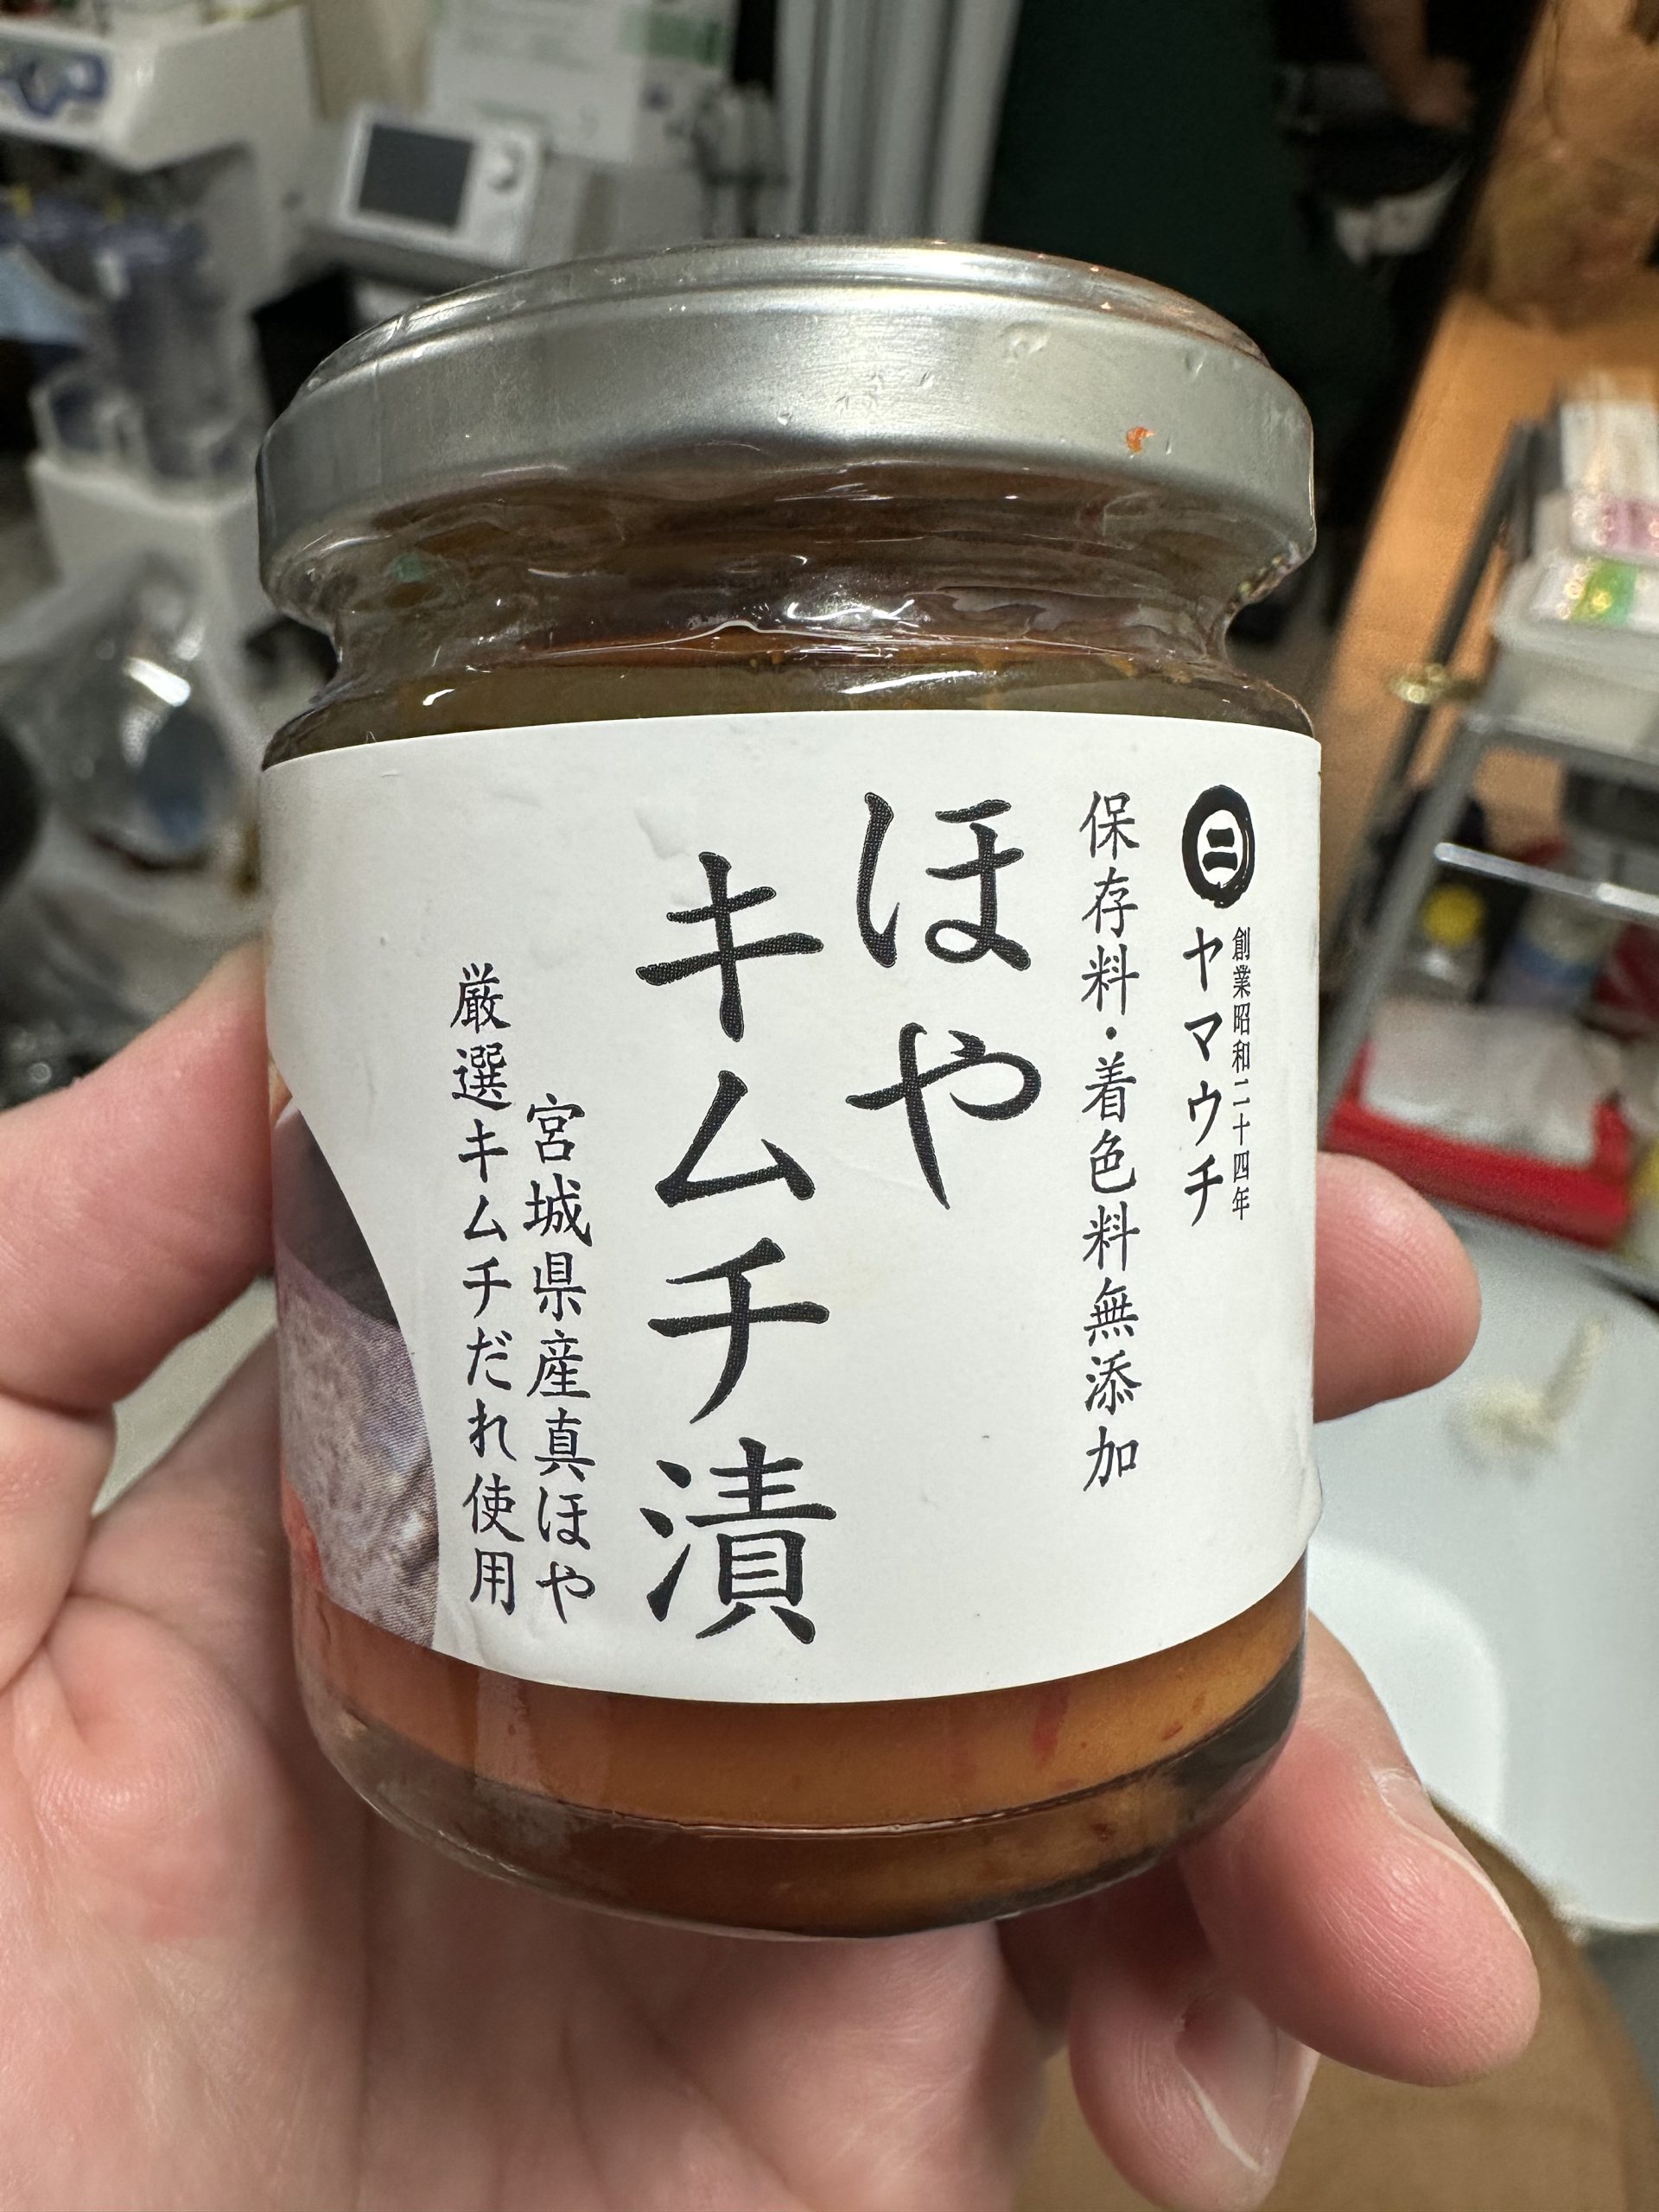 二
創業昭和二十四年
ヤマウチ
保存料・着色料無添加
ほや
キムチ漬
宮城県産真ほや
厳選キムチだれ使用